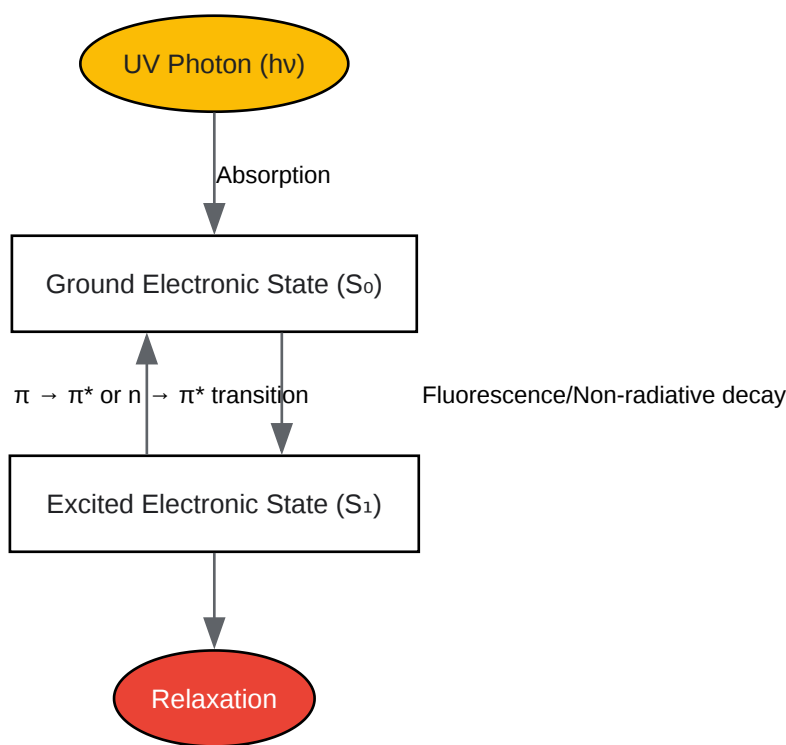 UV Photon (hν)
Absorption
Ground Electronic State (S₀)
π → π* or n → π* transition
Fluorescence/Non-radiative decay
Excited Electronic State (S₁)
Relaxation